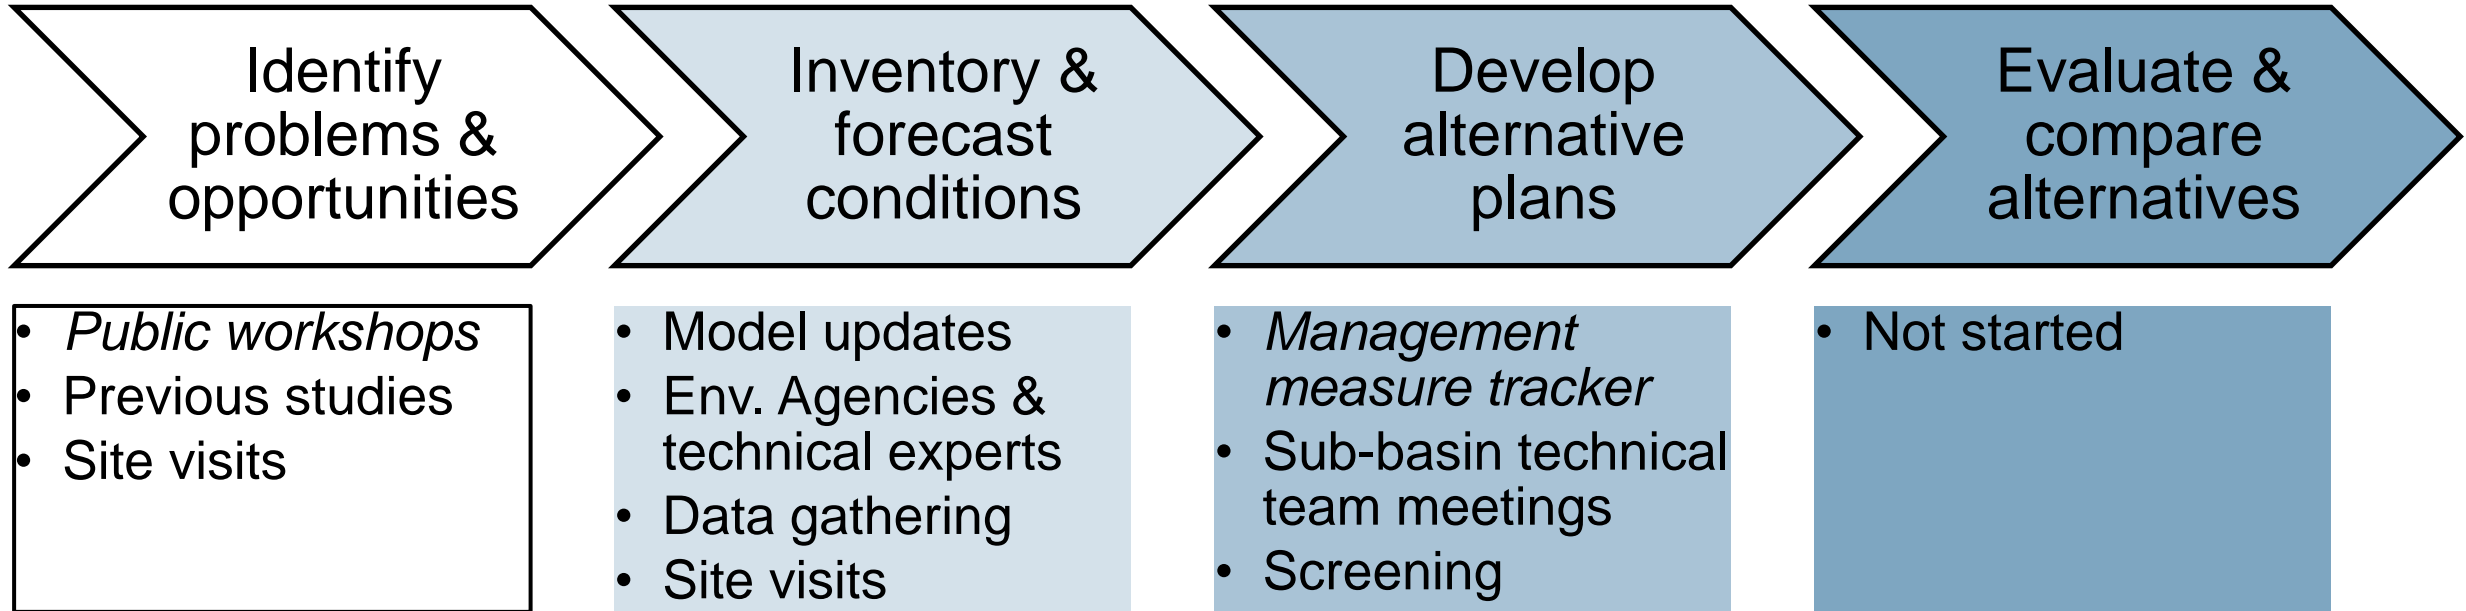 Identify
problems &
opportunities
Inventory &
forecast
conditions
Develop
alternative
plans
Evaluate &
compare
alternatives
• Public workshops
• Previous studies
• Site visits
• Model updates
• Env. Agencies &
technical experts
• Data gathering
• Site visits
• Management
measure tracker
• Sub-basin technical
team meetings
• Screening
• Not started